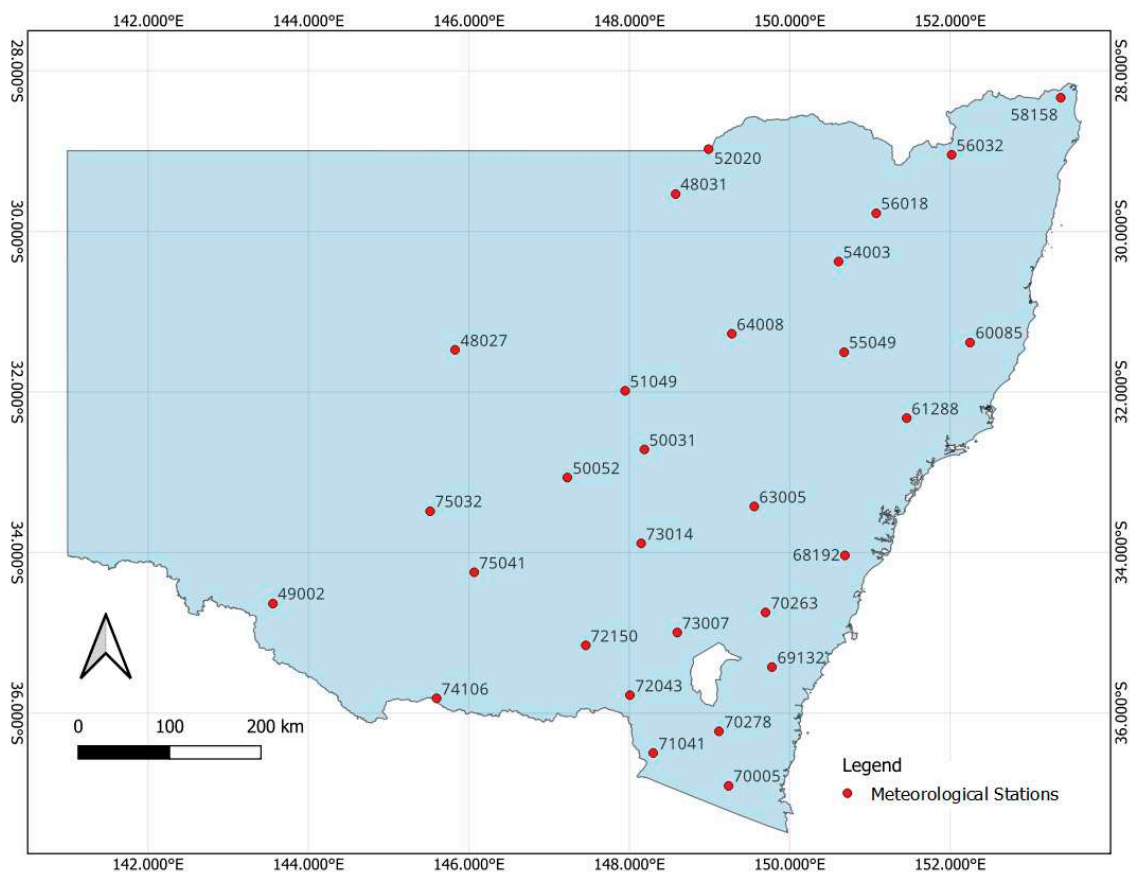 142.000°E 144.000°E 146.000°E 148.000°E 150.000°E 152.000°E
28.000°S 28.000°S
58158
52020
56032
48031
56018
30.000°S 30.000°S
54003
64008
48027
55049
60085
51049
32.000°S 32.000°S
61288
50031
50052
75032
63005
73014
34.000°S 34.000°S
68192
75041
49002
70263
73007
72150
69132
72043
74106
36.000°S 36.000°S
0 100 200 km
70278
71041
70005
Legend
Meteorological Stations
142.000°E 144.000°E 146.000°E 148.000°E 150.000°E 152.000°E